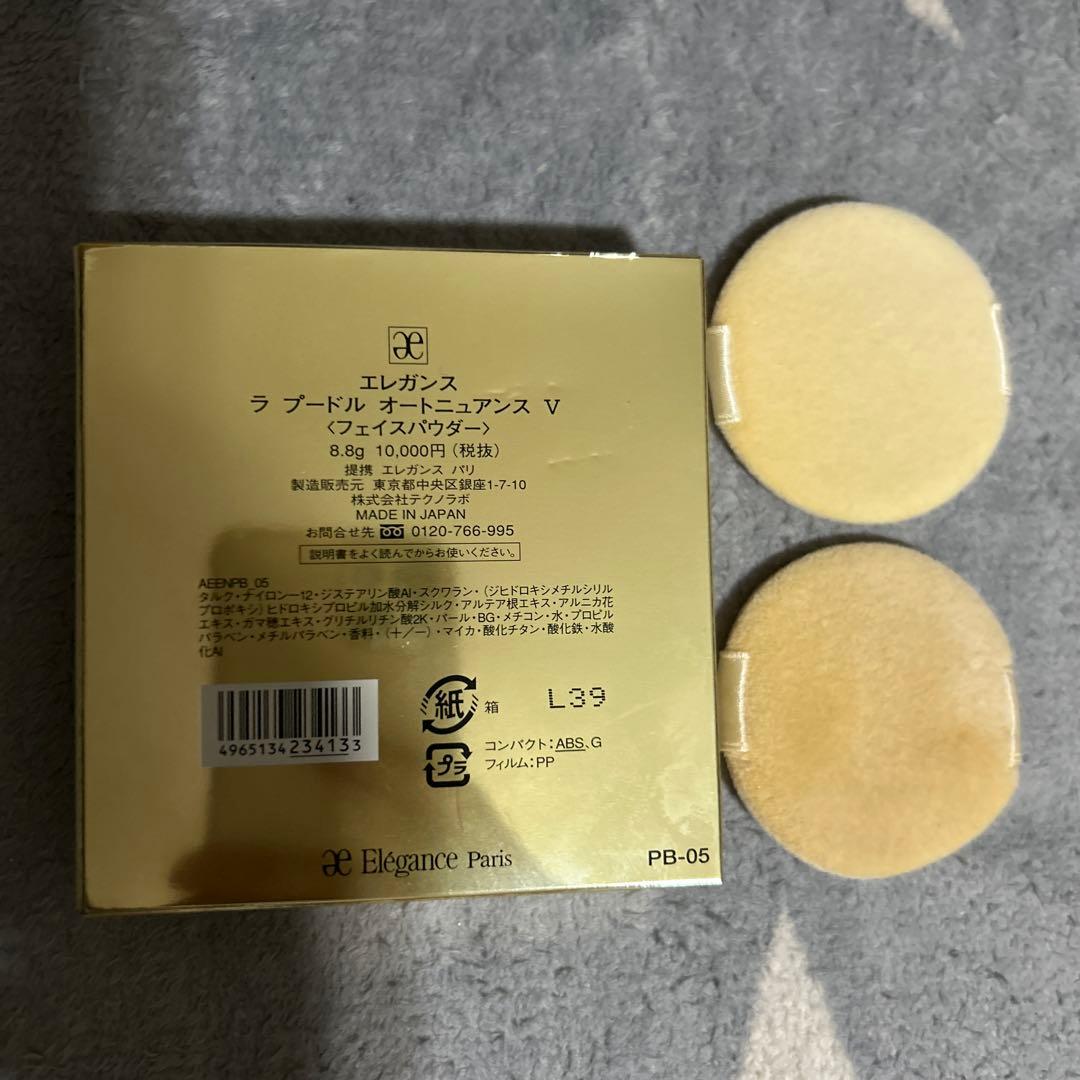 æ
エレガンス
ラ プードル オートニュアンス V
〈フェイスパウダー〉
8.8g 10,000円（税抜）
提携 エレガンス パリ
製造販売元 東京都中央区銀座1-7-10
株式会社テクノラボ
MADE IN JAPAN
お問合せ先 0120-766-995
説明書をよく読んでからお使いください。
AEENPB_05
タルク・ナイロン－12・ジステアリン酸Al・スクワラン・（ジヒドロキシメチルシリル
プロポキシ）ヒドロキシプロピル加水分解シルク・アルテア根エキス・アルニカ花
エキス・ガマ穂エキス・グリチルリチン酸2K・パール・BG・メチコン・水・プロピル
パラベン・メチルパラベン・香料・（＋/－）・マイカ・酸化チタン・酸化鉄・水酸
化Al
4965134234133
紙 箱 L39
プラ コンパクト：ABS、G
フィルム：PP
æ Elégance Paris
PB-05